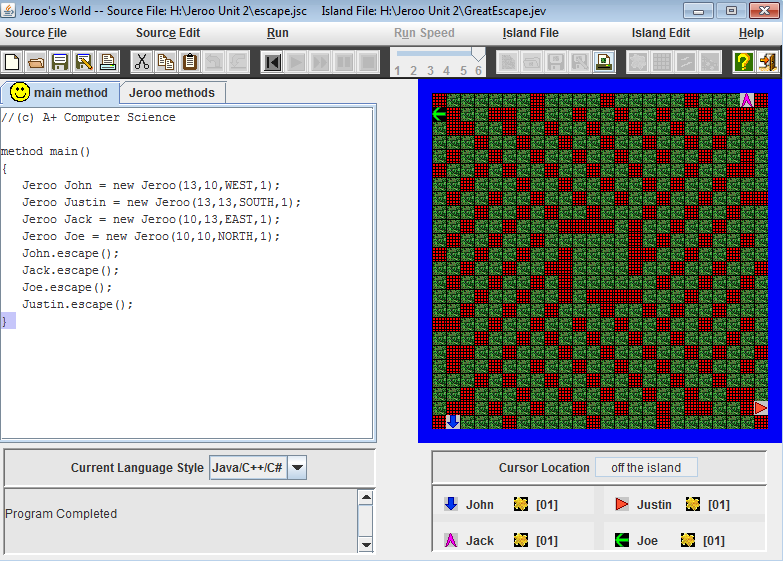 Jeroo's World -- Source File: H:\Jeroo Unit 2\escape.jsc    Island File: H:\Jeroo Unit 2\GreatEscape.jev
Source File Source Edit Run Run Speed Island File Island Edit Help
1 2 3 4 5 6
main method Jeroo methods
//(c) A+ Computer Science
method main()
{
Jeroo John = new Jeroo(13,10,WEST,1);
Jeroo Justin = new Jeroo(13,13,SOUTH,1);
Jeroo Jack = new Jeroo(10,13,EAST,1);
Jeroo Joe = new Jeroo(10,10,NORTH,1);
John.escape();
Jack.escape();
Joe.escape();
Justin.escape();
}
Current Language Style Java/C++/C#
Program Completed
Cursor Location off the island
John [01] Justin [01]
Jack [01] Joe [01]